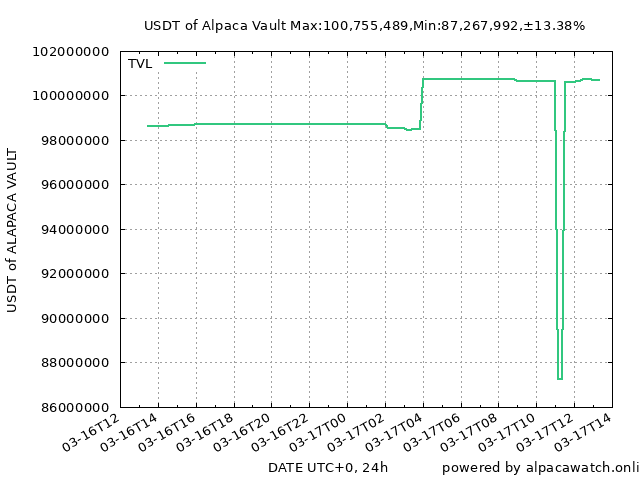 USDT of Alpaca Vault Max:100,755,489,Min:87,267,992,±13.38%
TVL
102000000
100000000
98000000
96000000
94000000
92000000
90000000
88000000
86000000
USDT of ALAPACA VAULT
03-16T12
03-16T14
03-16T16
03-16T18
03-16T20
03-16T22
03-17T00
03-17T02
03-17T04
03-17T06
03-17T08
03-17T10
03-17T12
03-17T14
DATE UTC+0, 24h
powered by alpacawatch.onli